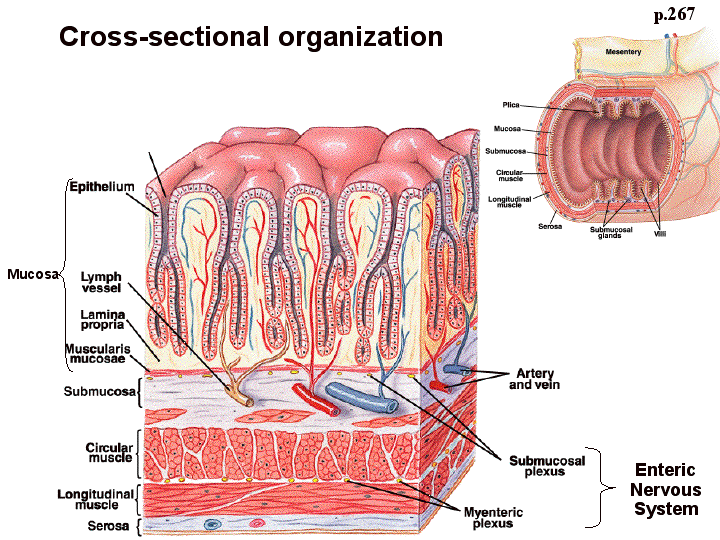 p.267
Cross-sectional organization
Mesentery
Plica
Mucosa
Submucosa
Circular
muscle
Longitudinal
muscle
Serosa
Submucosal
glands
Villi
Epithelium
Mucosa
Lymph
vessel
Lamina
propria
Muscularis
mucosae
Submucosa
Circular
muscle
Longitudinal
muscle
Serosa
Artery
and vein
Submucosal
plexus
Myenteric
plexus
Enteric
Nervous
System